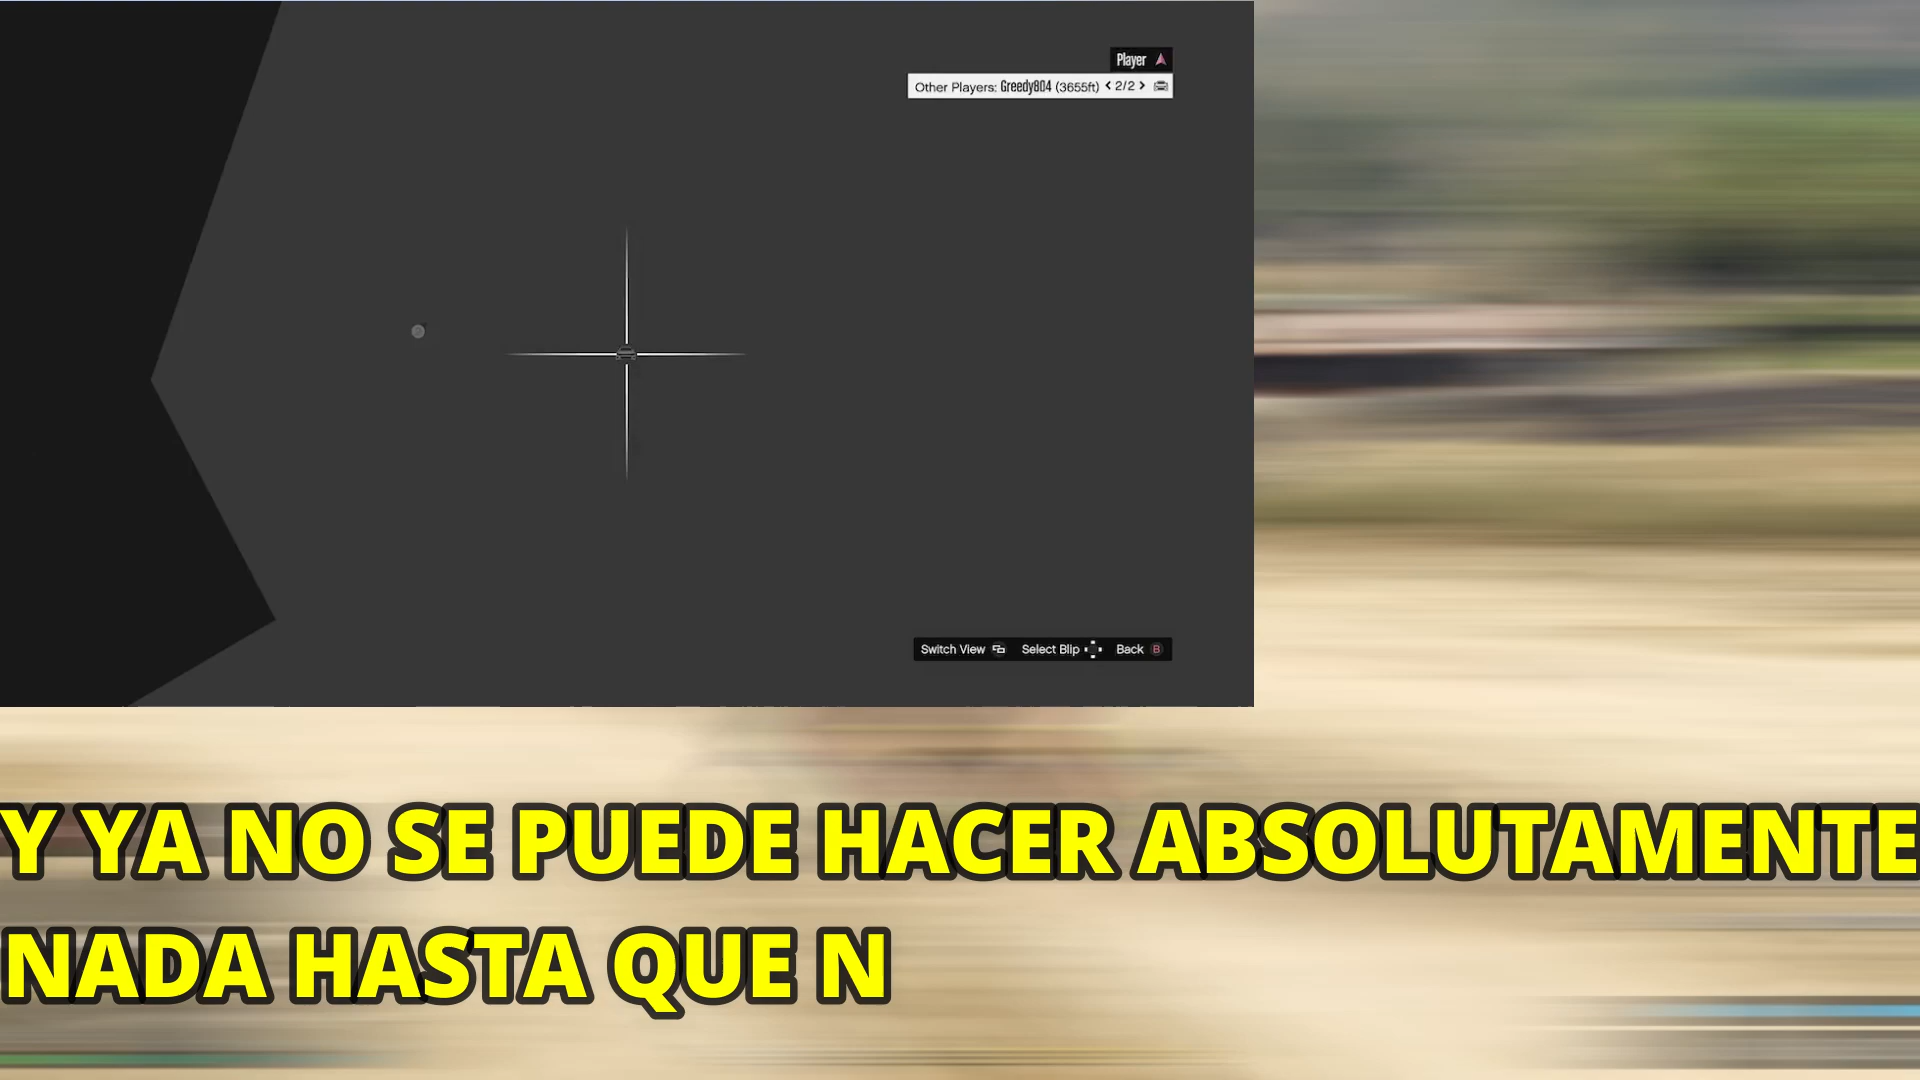 Player
Other Players: Greedy804 (3655ft) < 2/2 >
Switch View Select Blip Back B
Y YA NO SE PUEDE HACER ABSOLUTAMENTE
NADA HASTA QUE N